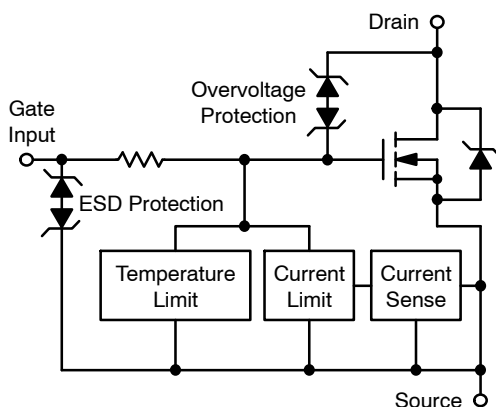 Drain
Overvoltage
Protection
Gate
Input
ESD Protection
Temperature
Limit
Current
Limit
Current
Sense
Source